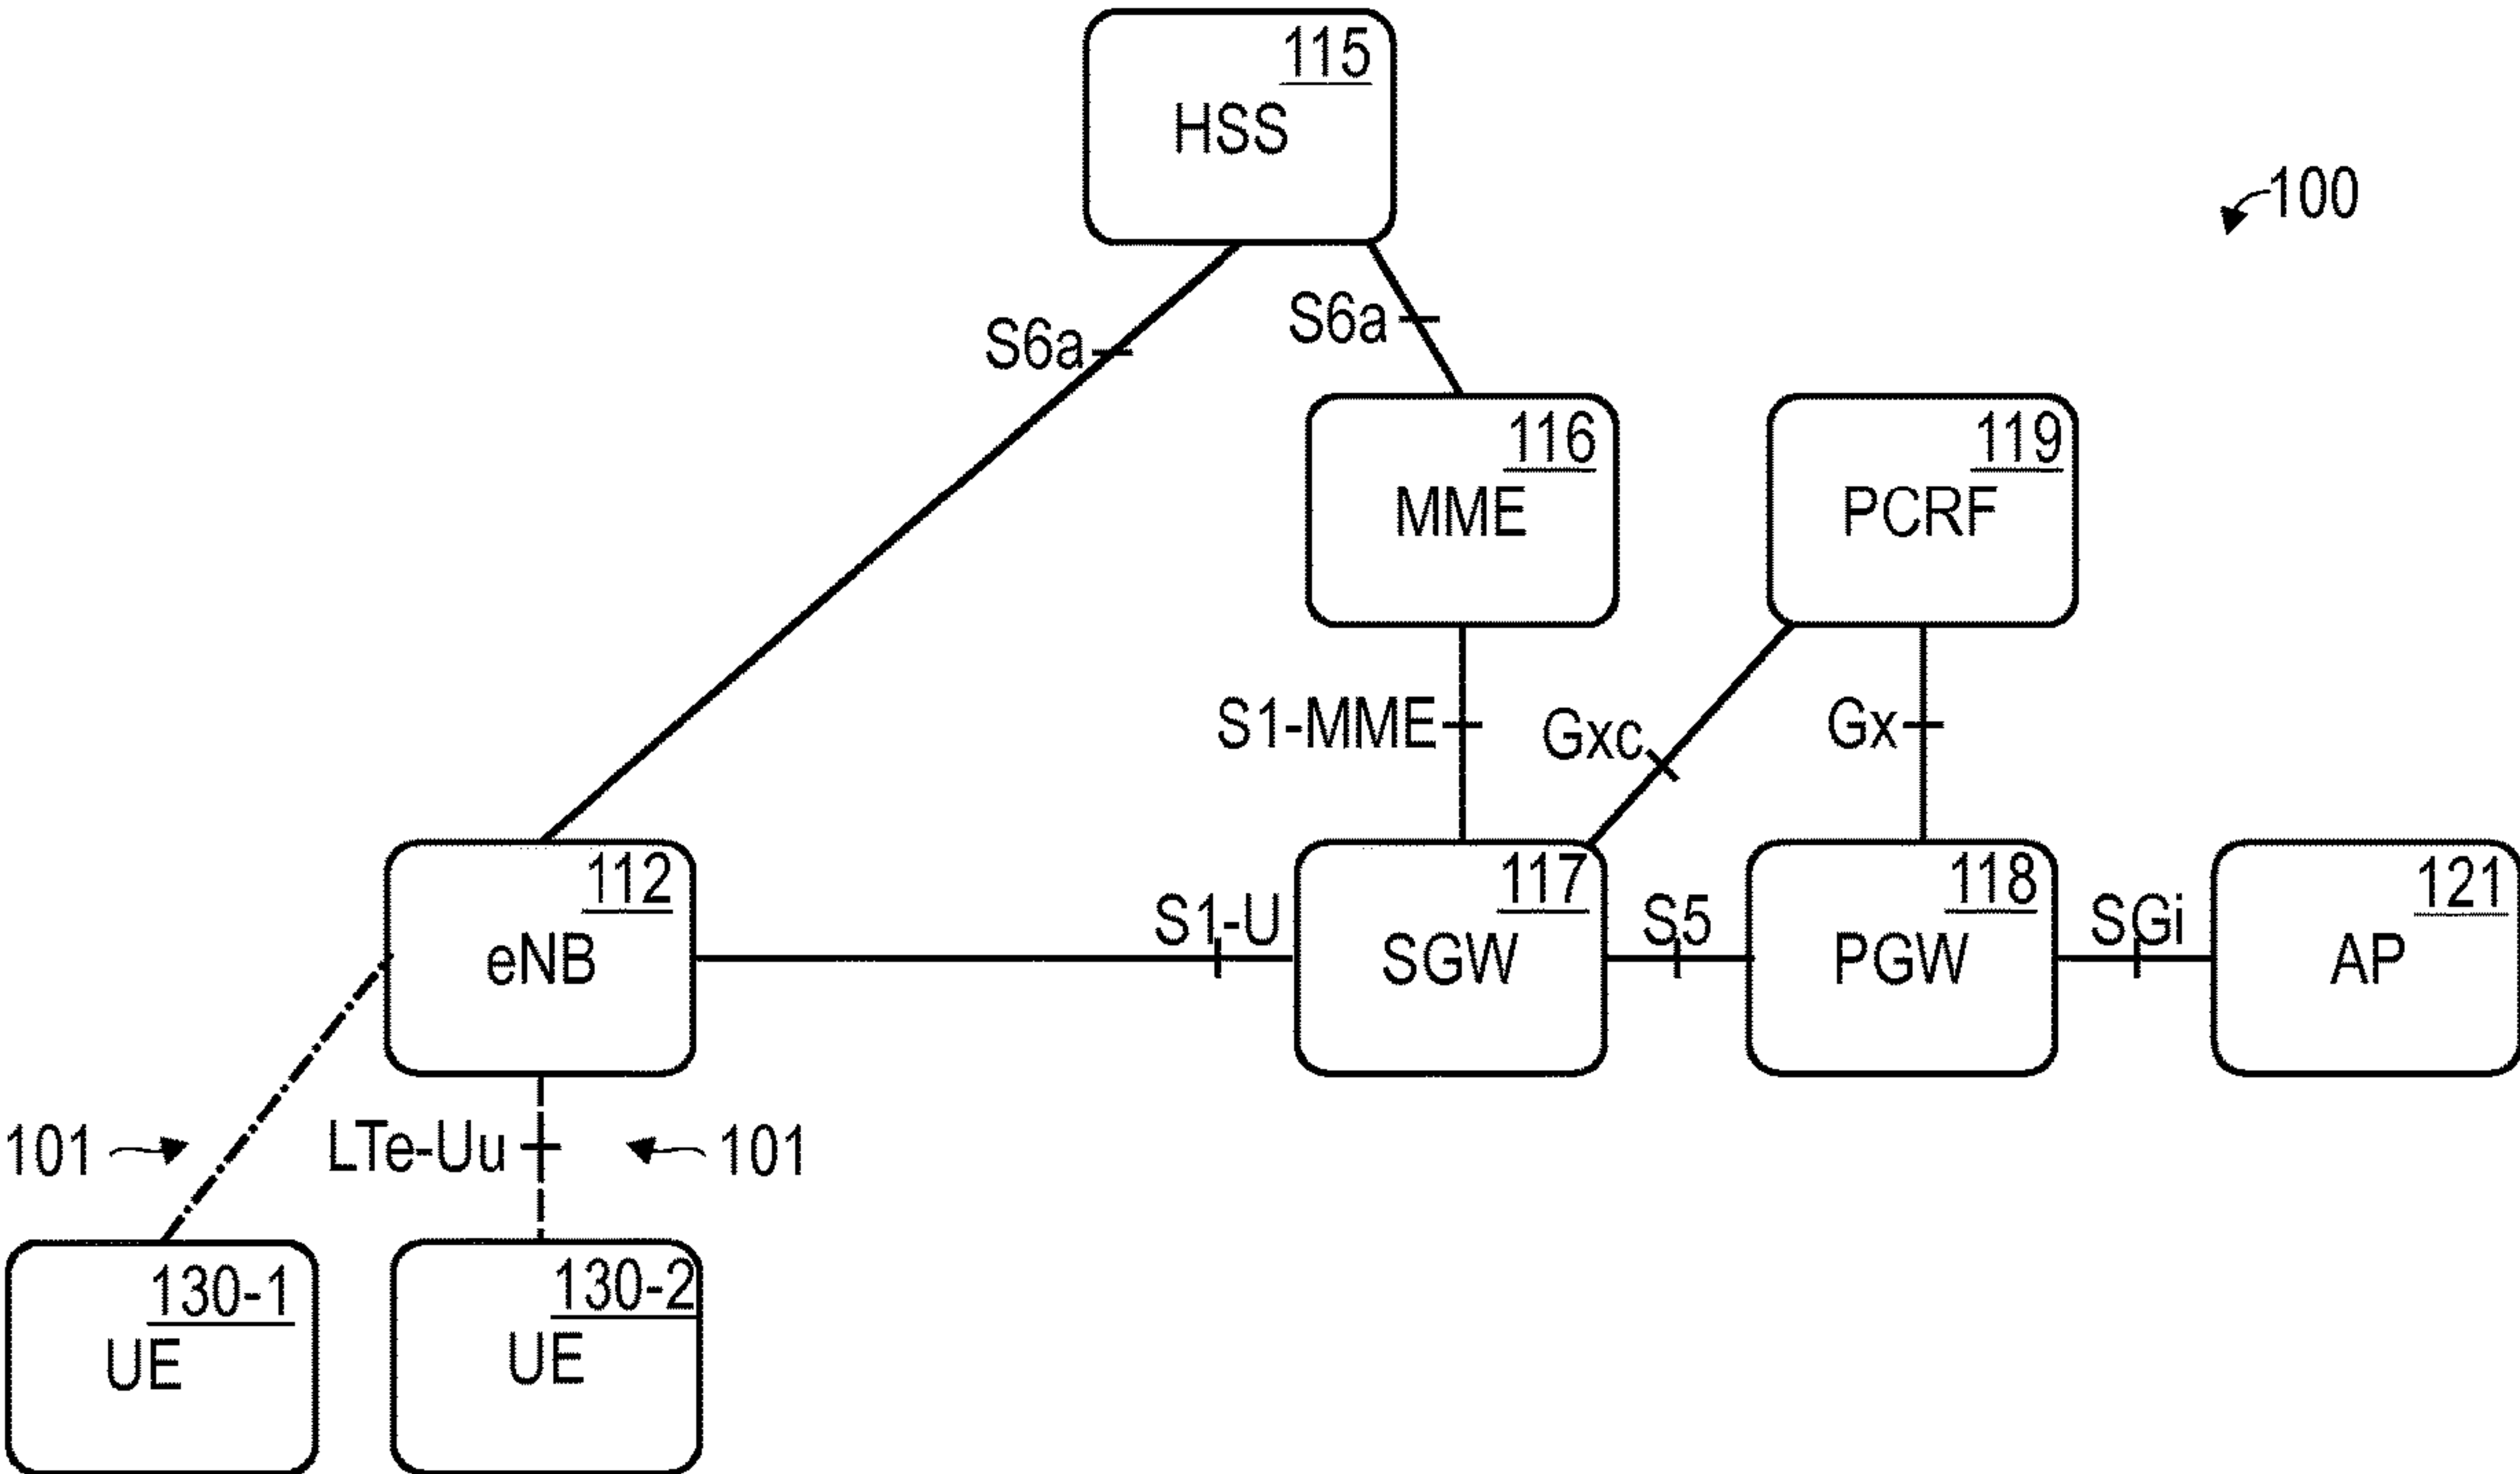 115
HSS
100
S6a
S6a
116
MME
119
PCRF
S1-MME
Gxc
Gx
112
eNB
S1-U
117
SGW
S5
118
PGW
SGi
121
AP
101
LTe-Uu
101
130-1
UE
130-2
UE